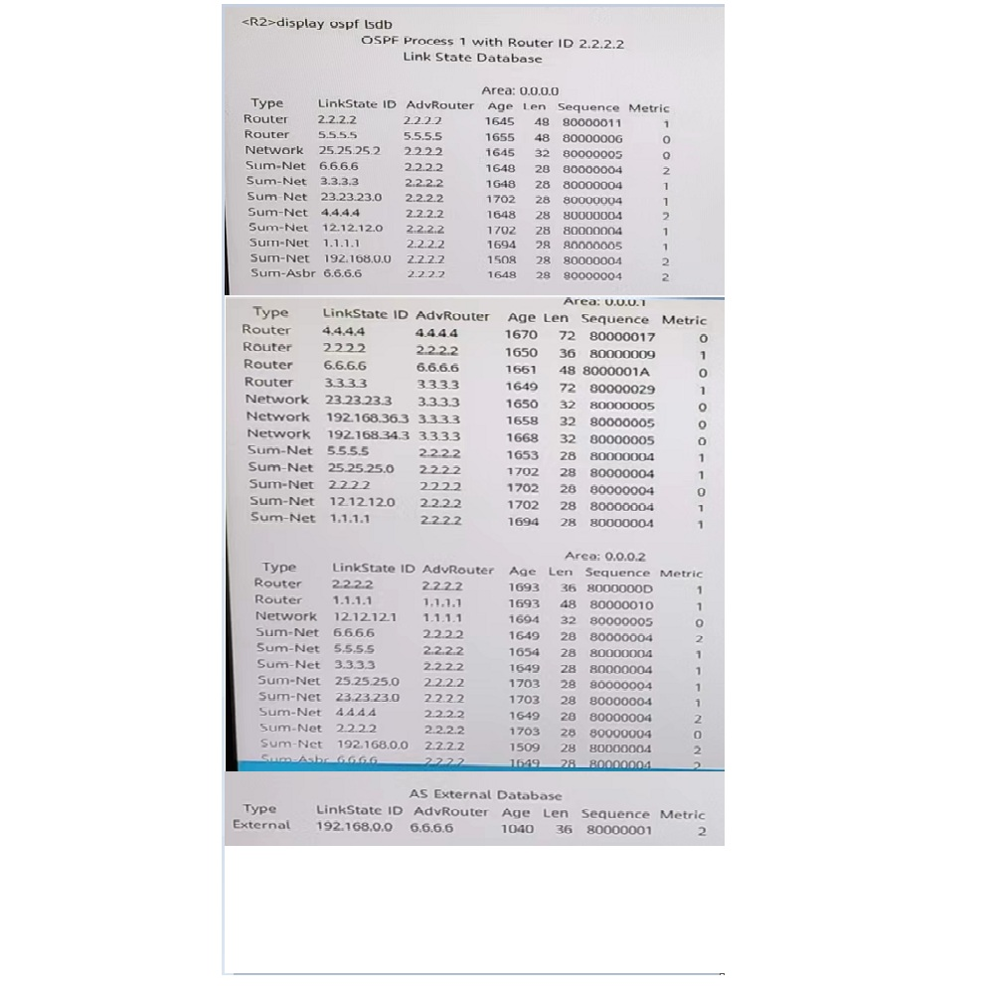 <R2>display ospf lsdb
OSPF Process 1 with Router ID 2.2.2.2
Link State Database
Area: 0.0.0.0
Type LinkState ID AdvRouter Age Len Sequence Metric
Router 2.2.2.2 2.2.2.2 1645 48 80000011 1
Router 5.5.5.5 5.5.5.5 1655 48 80000006 0
Network 25.25.25.2 2.2.2.2 1645 32 80000005 0
Sum-Net 6.6.6.6 2.2.2.2 1648 28 80000004 2
Sum-Net 3.3.3.3 2.2.2.2 1648 28 80000004 1
Sum-Net 23.23.23.0 2.2.2.2 1702 28 80000004 1
Sum-Net 4.4.4.4 2.2.2.2 1648 28 80000004 2
Sum-Net 12.12.12.0 2.2.2.2 1702 28 80000004 1
Sum-Net 1.1.1.1 2.2.2.2 1694 28 80000005 1
Sum-Net 192.168.0.0 2.2.2.2 1508 28 80000004 2
Sum-Asbr 6.6.6.6 2.2.2.2 1648 28 80000004 2
Area: 0.0.0.1
Type LinkState ID AdvRouter Age Len Sequence Metric
Router 4.4.4.4 4.4.4.4 1670 72 80000017 0
Router 2.2.2.2 2.2.2.2 1650 36 80000009 1
Router 6.6.6.6 6.6.6.6 1661 48 8000001A 0
Router 3.3.3.3 3.3.3.3 1649 72 80000029 1
Network 23.23.23.3 3.3.3.3 1650 32 80000005 0
Network 192.168.36.3 3.3.3.3 1658 32 80000005 0
Network 192.168.34.3 3.3.3.3 1668 32 80000005 0
Sum-Net 5.5.5.5 2.2.2.2 1653 28 80000004 1
Sum-Net 25.25.25.0 2.2.2.2 1702 28 80000004 1
Sum-Net 2.2.2.2 2.2.2.2 1702 28 80000004 0
Sum-Net 12.12.12.0 2.2.2.2 1702 28 80000004 1
Sum-Net 1.1.1.1 2.2.2.2 1694 28 80000004 1
Area: 0.0.0.2
Type LinkState ID AdvRouter Age Len Sequence Metric
Router 2.2.2.2 2.2.2.2 1693 36 8000000D 1
Router 1.1.1.1 1.1.1.1 1693 48 80000010 1
Network 12.12.12.1 1.1.1.1 1694 32 80000005 0
Sum-Net 6.6.6.6 2.2.2.2 1649 28 80000004 2
Sum-Net 5.5.5.5 2.2.2.2 1654 28 80000004 1
Sum-Net 3.3.3.3 2.2.2.2 1649 28 80000004 1
Sum-Net 25.25.25.0 2.2.2.2 1703 28 80000004 1
Sum-Net 23.23.23.0 2.2.2.2 1703 28 80000004 1
Sum-Net 4.4.4.4 2.2.2.2 1649 28 80000004 2
Sum-Net 2.2.2.2 2.2.2.2 1703 28 80000004 0
Sum-Net 192.168.0.0 2.2.2.2 1509 28 80000004 2
Sum-Asbr 6.6.6.6 2.2.2.2 1649 28 80000004 2
AS External Database
Type LinkState ID AdvRouter Age Len Sequence Metric
External 192.168.0.0 6.6.6.6 1040 36 80000001 2